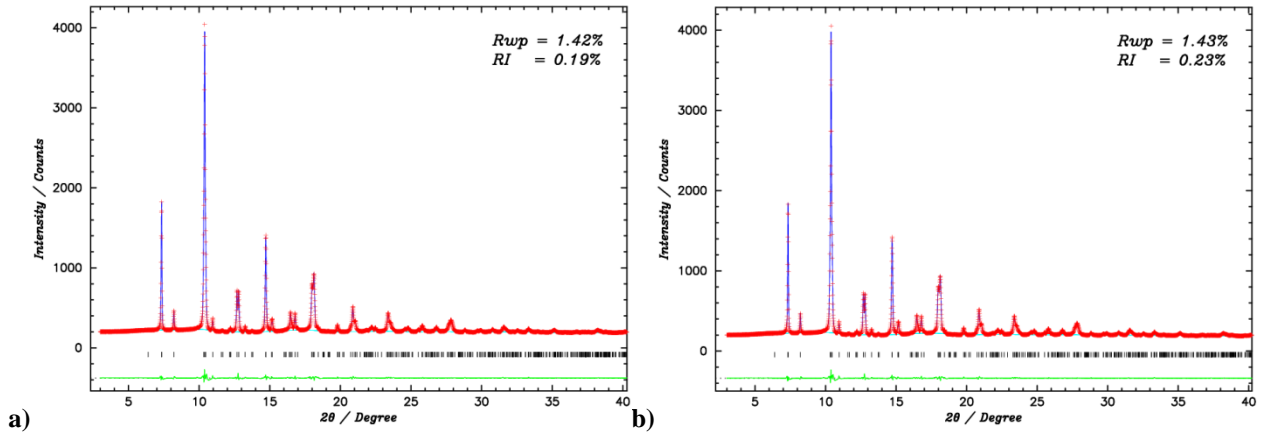 4000
3000
2000
1000
0
Intensity / Counts
Rwp = 1.42%
RI = 0.19%
5 10 15 20 25 30 35 40
2θ / Degree
a)
4000
3000
2000
1000
0
Intensity / Counts
Rwp = 1.43%
RI = 0.23%
5 10 15 20 25 30 35 40
2θ / Degree
b)